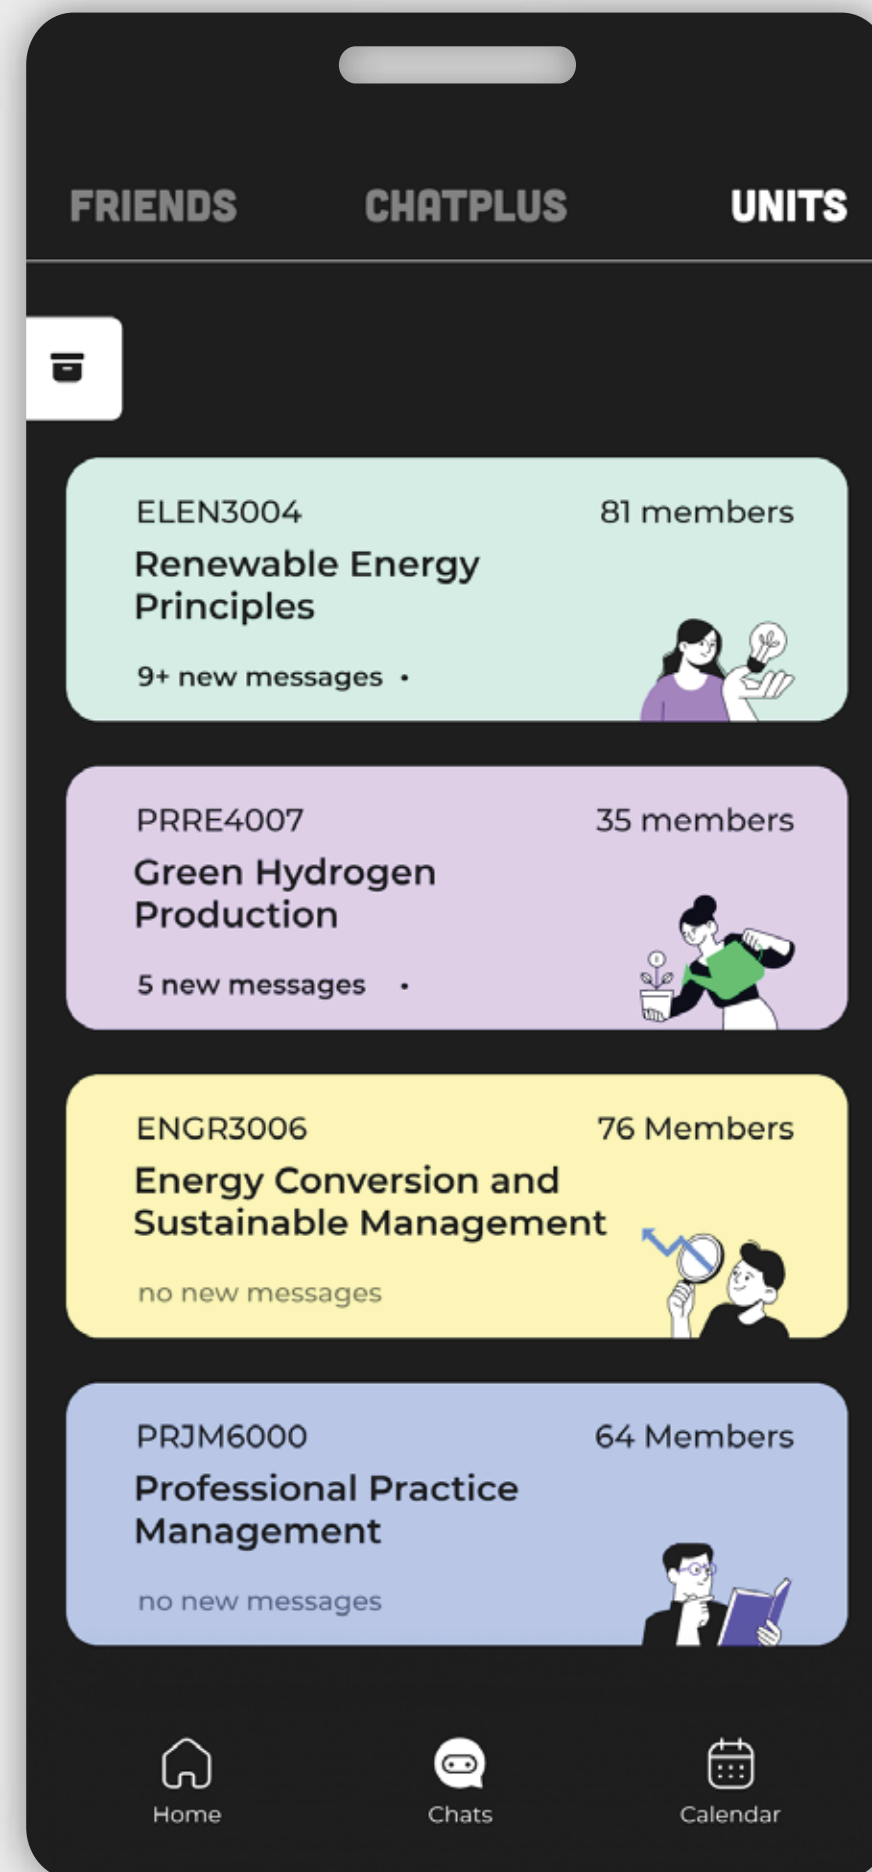 FRIENDS CHATPLUS UNITS
ELEN3004 81 members
Renewable Energy
Principles
9+ new messages •
PRRE4007 35 members
Green Hydrogen
Production
5 new messages •
ENGR3006 76 Members
Energy Conversion and
Sustainable Management
no new messages
PRJM6000 64 Members
Professional Practice
Management
no new messages
Home Chats Calendar